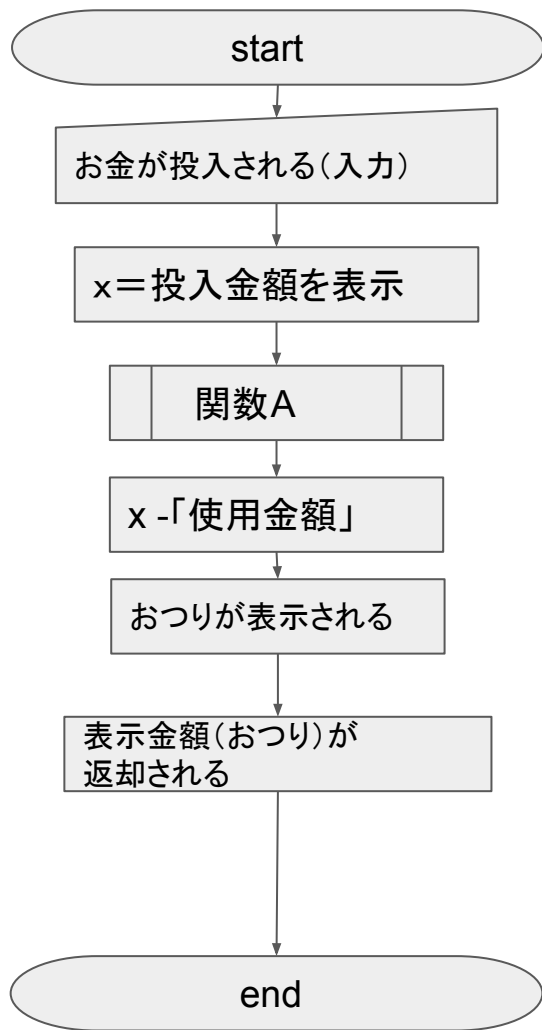 start
お金が投入される(入力)
x＝投入金額を表示
関数A
x -「使用金額」
おつりが表示される
表示金額(おつり)が
返却される
end